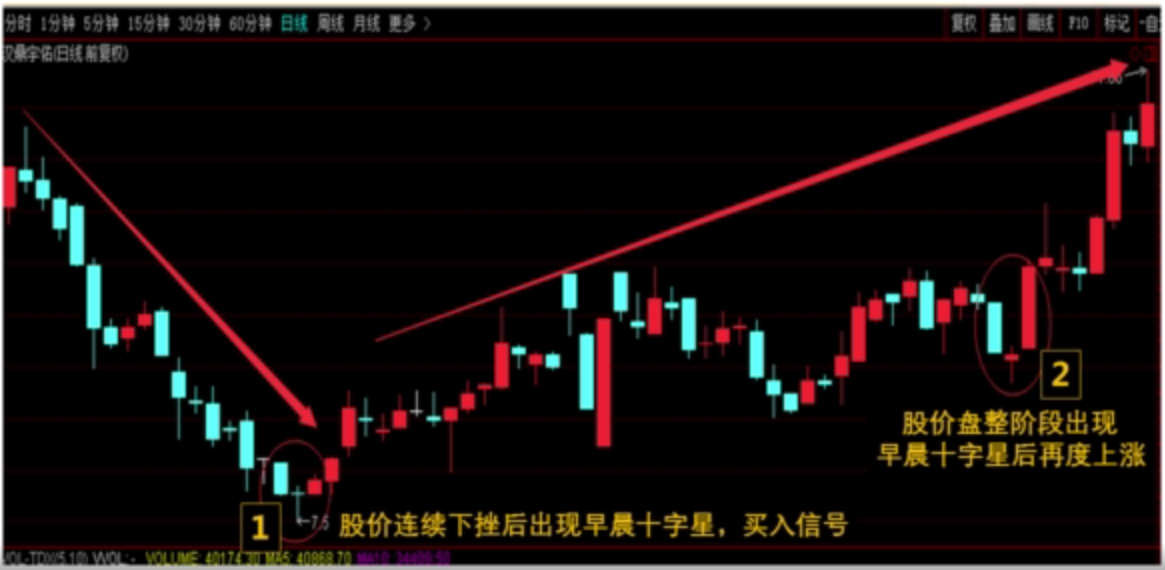 分时 1分钟 5分钟 15分钟 30分钟 60分钟 日线 周线 月线 更多 >
复权 叠加 画线 F10 标记 -自
汉鼎宇佑(日线 前复权)
2
股价盘整阶段出现
早晨十字星后再度上涨
1
←7.5
股价连续下挫后出现早晨十字星，买入信号
VOL-TDX(5,10) VVOL: - VOLUME: 40174.30 MA5: 40868.70